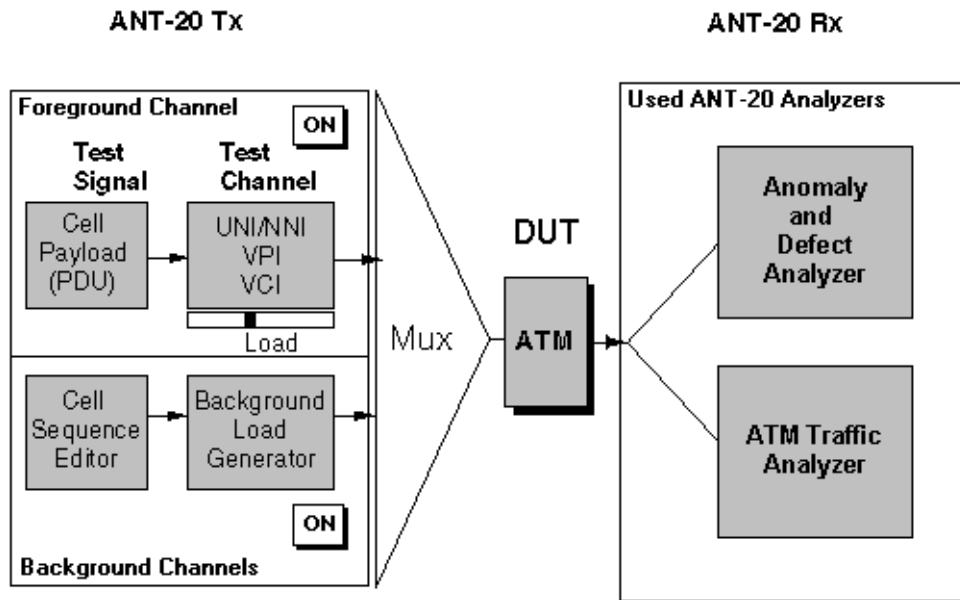 ANT-20 Tx
ANT-20 Rx
Foreground Channel
ON
Test
Signal
Test
Channel
Cell
Payload
(PDU)
UNI/NNI
VPI
VCI
Load
Cell
Sequence
Editor
Background
Load
Generator
ON
Background Channels
Mux
DUT
ATM
Used ANT-20 Analyzers
Anomaly
and
Defect
Analyzer
ATM Traffic
Analyzer